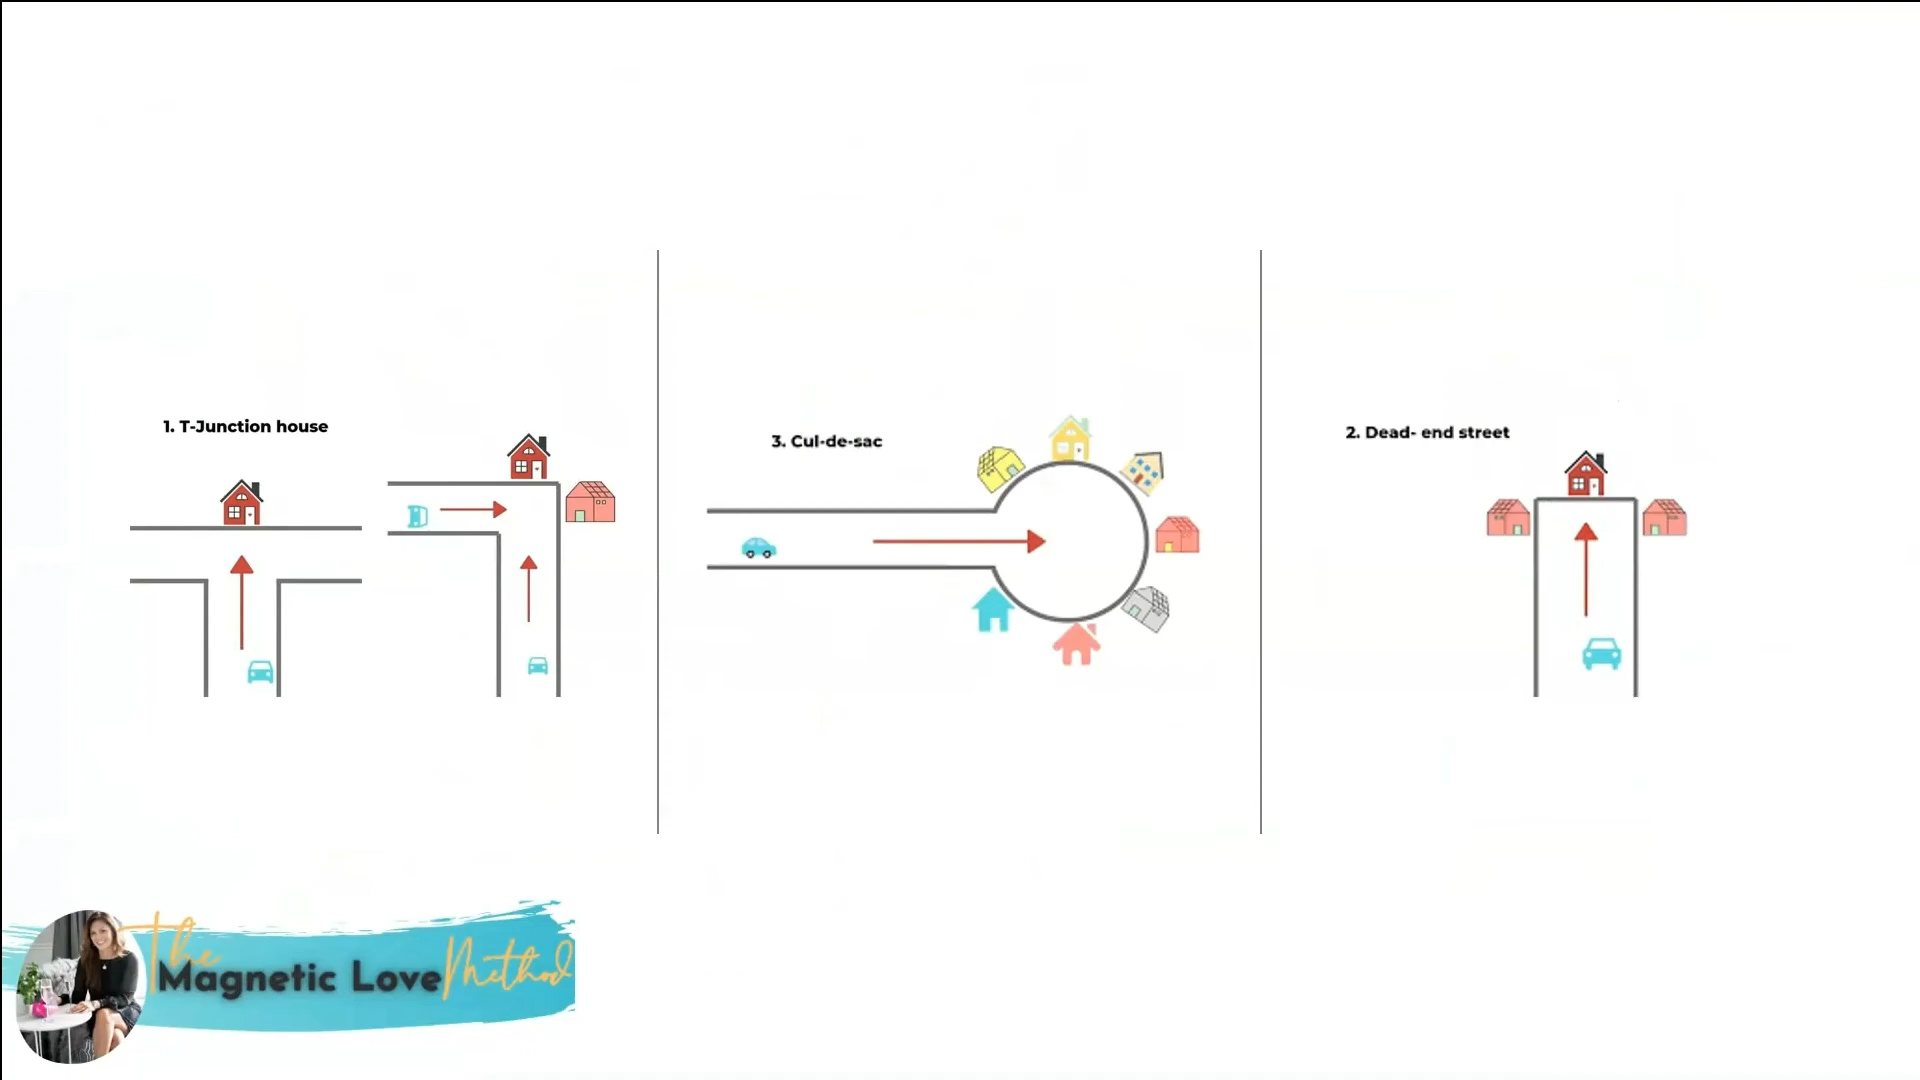 1. T-Junction house
3. Cul-de-sac
2. Dead- end street
The
Magnetic Love Method